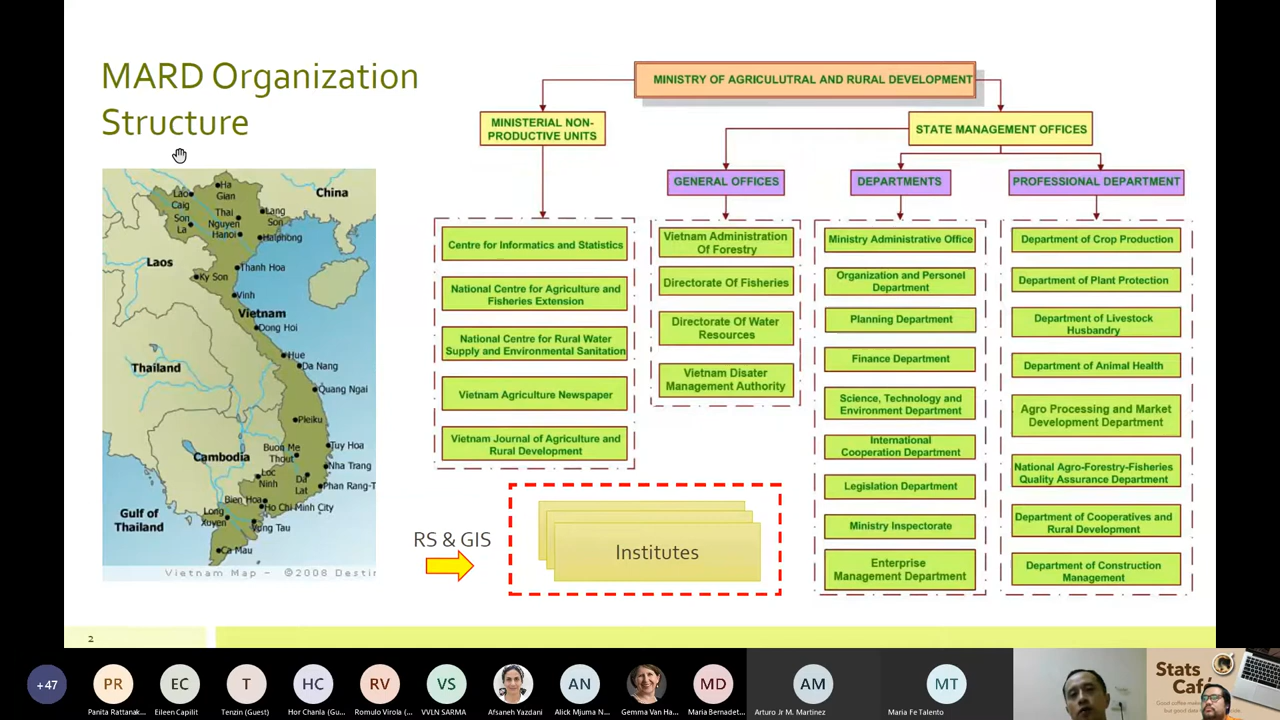 MARD Organization
Structure
China
Lao
Caig
Ha
Gian
Son
La
Thai
Nguyen
Lang
Son
Hanoi
Haiphong
Laos
Ky Son
Thanh Hoa
Vinh
Vietnam
Dong Hoi
Hue
Da Nang
Thailand
Quang Ngai
Pleiku
Buon Me
Thout
Tuy Hoa
Cambodia
Nha Trang
Loc
Ninh
Da
Lat
Phan Rang-T
Bien Hoa
Ho Chi Minh City
Gulf of
Thailand
Long
Xuyen
Vung Tau
Ca Mau
Vietnam Map - ©2008 Destin
MINISTRY OF AGRICULUTRAL AND RURAL DEVELOPMENT
MINISTERIAL NON-
PRODUCTIVE UNITS
STATE MANAGEMENT OFFICES
GENERAL OFFICES
DEPARTMENTS
PROFESSIONAL DEPARTMENT
Centre for Informatics and Statistics
National Centre for Agriculture and
Fisheries Extension
National Centre for Rural Water
Supply and Environmental Sanitation
Vietnam Agriculture Newspaper
Vietnam Journal of Agriculture and
Rural Development
Vietnam Administration
Of Forestry
Directorate Of Fisheries
Directorate Of Water
Resources
Vietnam Disater
Management Authority
Ministry Administrative Office
Organization and Personel
Department
Planning Department
Finance Department
Science, Technology and
Environment Department
International
Cooperation Department
Legislation Department
Ministry Inspectorate
Enterprise
Management Department
Department of Crop Production
Department of Plant Protection
Department of Livestock
Husbandry
Department of Animal Health
Agro Processing and Market
Development Department
National Agro-Forestry-Fisheries
Quality Assurance Department
Department of Cooperatives and
Rural Development
Department of Construction
Management
RS & GIS
Institutes
2
+47
PR
EC
T
HC
RV
VS
AN
MD
AM
MT
Panita Rattanak...
Eileen Capilit
Tenzin (Guest)
Hor Chanla (Gu...
Romulo Virola (...
VVLN SARMA
Afsaneh Yazdani
Alick Mjuma N...
Gemma Van Ha...
Maria Bernadet...
Arturo Jr M. Martinez
Maria Fe Talento
Stats
Café